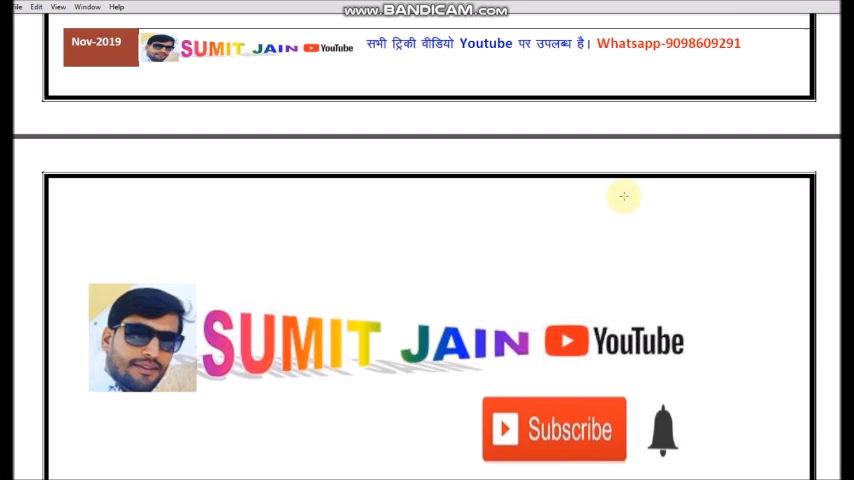 www.BANDICAM.com
File Edit View Window Help
Nov-2019 SUMIT JAIN YouTube सभी ट्रिकी वीडियो Youtube पर उपलब्ध है। Whatsapp-9098609291
SUMIT JAIN YouTube
Subscribe